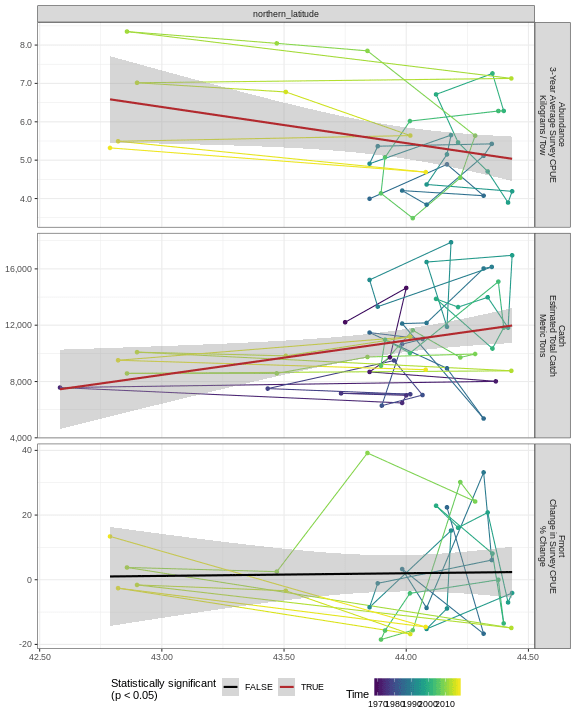 northern_latitude
8.0
7.0
6.0
5.0
4.0
Abundance
3-Year Average Survey CPUE
Kilograms / Tow
16,000
12,000
8,000
4,000
Catch
Estimated Total Catch
Metric Tons
40
20
0
-20
Fmort
Change in Survey CPUE
% Change
42.50 43.00 43.50 44.00 44.50
Statistically significant
(p < 0.05)
FALSE TRUE
Time
1970 1980 1990 2000 2010